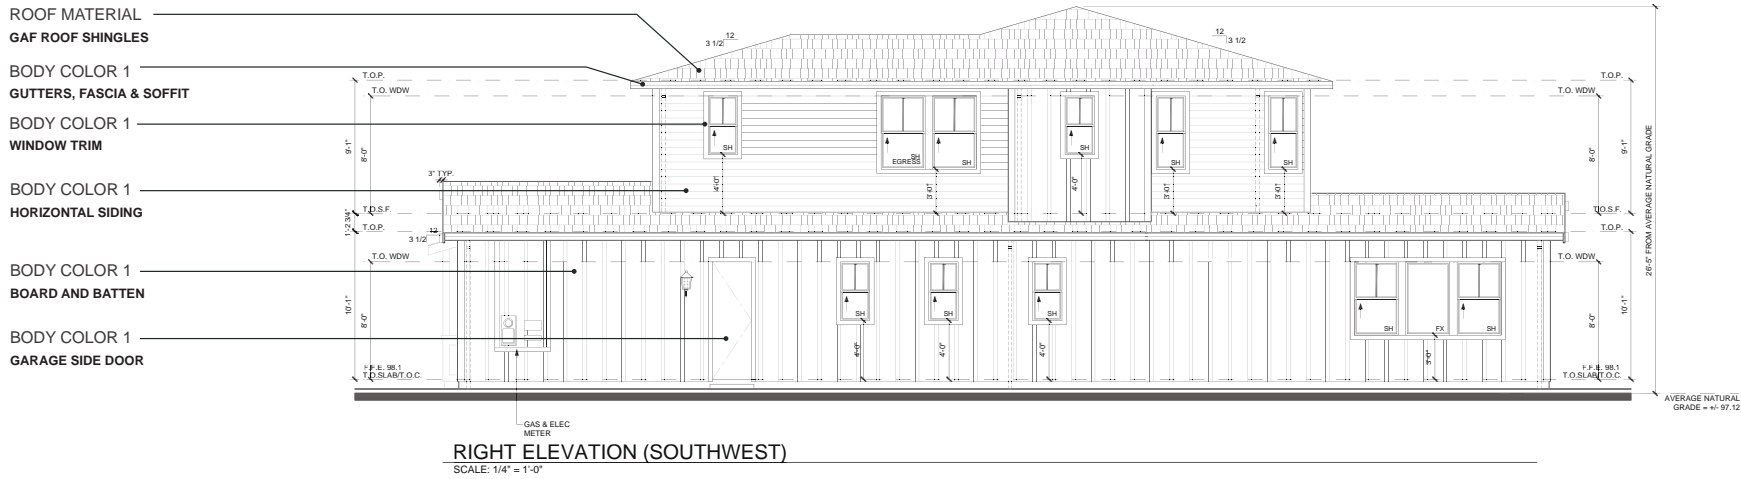 ROOF MATERIAL
GAF ROOF SHINGLES
BODY COLOR 1
GUTTERS, FASCIA & SOFFIT
BODY COLOR 1
WINDOW TRIM
BODY COLOR 1
HORIZONTAL SIDING
BODY COLOR 1
BOARD AND BATTEN
BODY COLOR 1
GARAGE SIDE DOOR
12
3 1/2
12
3 1/2
T.O.P.
T.O. WDW
9'-1"
8'-0"
3" TYP.
T.O.S.F.
T.O.P.
1'-2 3/4"
12
3 1/2
T.O. WDW
10'-1"
8'-0"
F.F.E. 98.1
T.O.SLAB/T.O.C.
SH
SH
EGRESS
SH
SH
SH
SH
4'-0"
3'-0"
4'-0"
3'-0"
3'-0"
SH
SH
SH
SH
FX
SH
4'-0"
4'-0"
4'-0"
3'-0"
T.O.P.
T.O. WDW
8'-0"
9'-1"
T.O.S.F.
T.O.P.
T.O. WDW
8'-0"
10'-1"
F.F.E. 98.1
T.O.SLAB/T.O.C.
26'-5" FROM AVERAGE NATURAL GRADE
AVERAGE NATURAL
GRADE = +/- 97.12
GAS & ELEC
METER
RIGHT ELEVATION (SOUTHWEST)
SCALE: 1/4" = 1'-0"